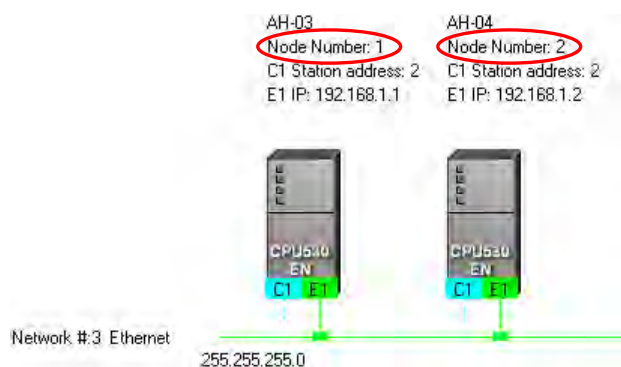 AH-03
Node Number: 1
C1 Station address: 2
E1 IP: 192.168.1.1
AH-04
Node Number: 2
C1 Station address: 2
E1 IP: 192.168.1.2
CPU530
EN
C1 E1
CPU530
EN
C1 E1
Network #:3 Ethernet
255.255.255.0